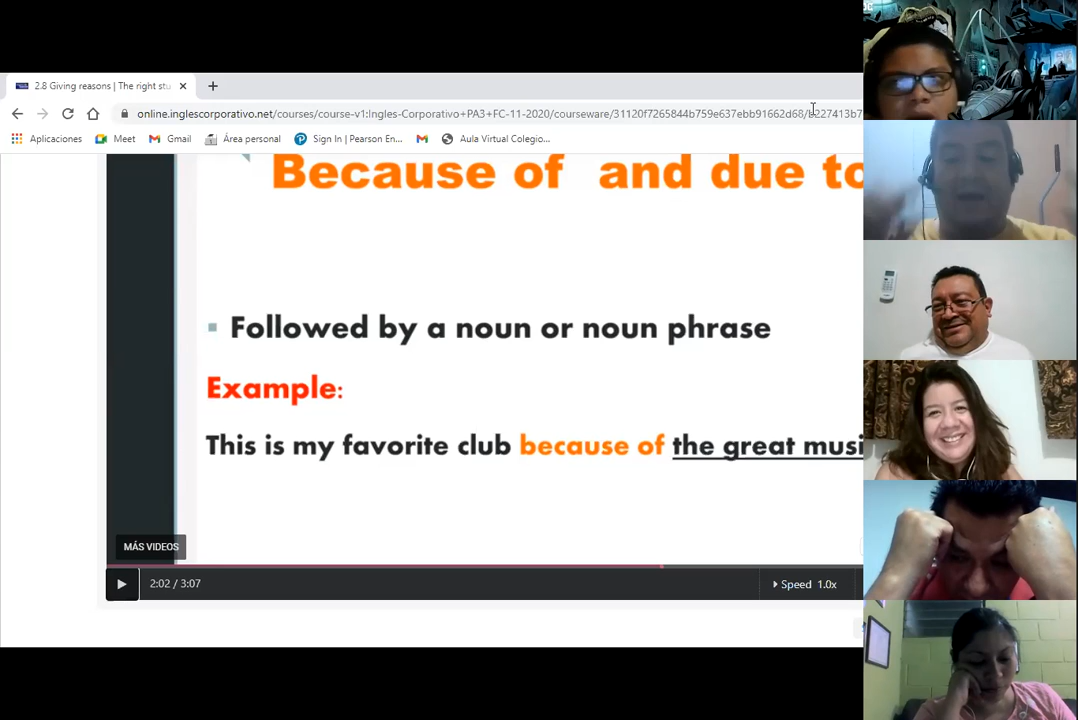 2.8 Giving reasons | The right stu
online.inglescorporativo.net/courses/course-v1:Ingles-Corporativo+PA3+FC-11-2020/courseware/31120f7265844b759e637ebb91662d68/b227413b7
Aplicaciones Meet Gmail Área personal Sign In | Pearson En... Aula Virtual Colegio...
Because of and due to
Followed by a noun or noun phrase
Example:
This is my favorite club because of the great musi
MÁS VIDEOS
2:02 / 3:07 Speed 1.0x